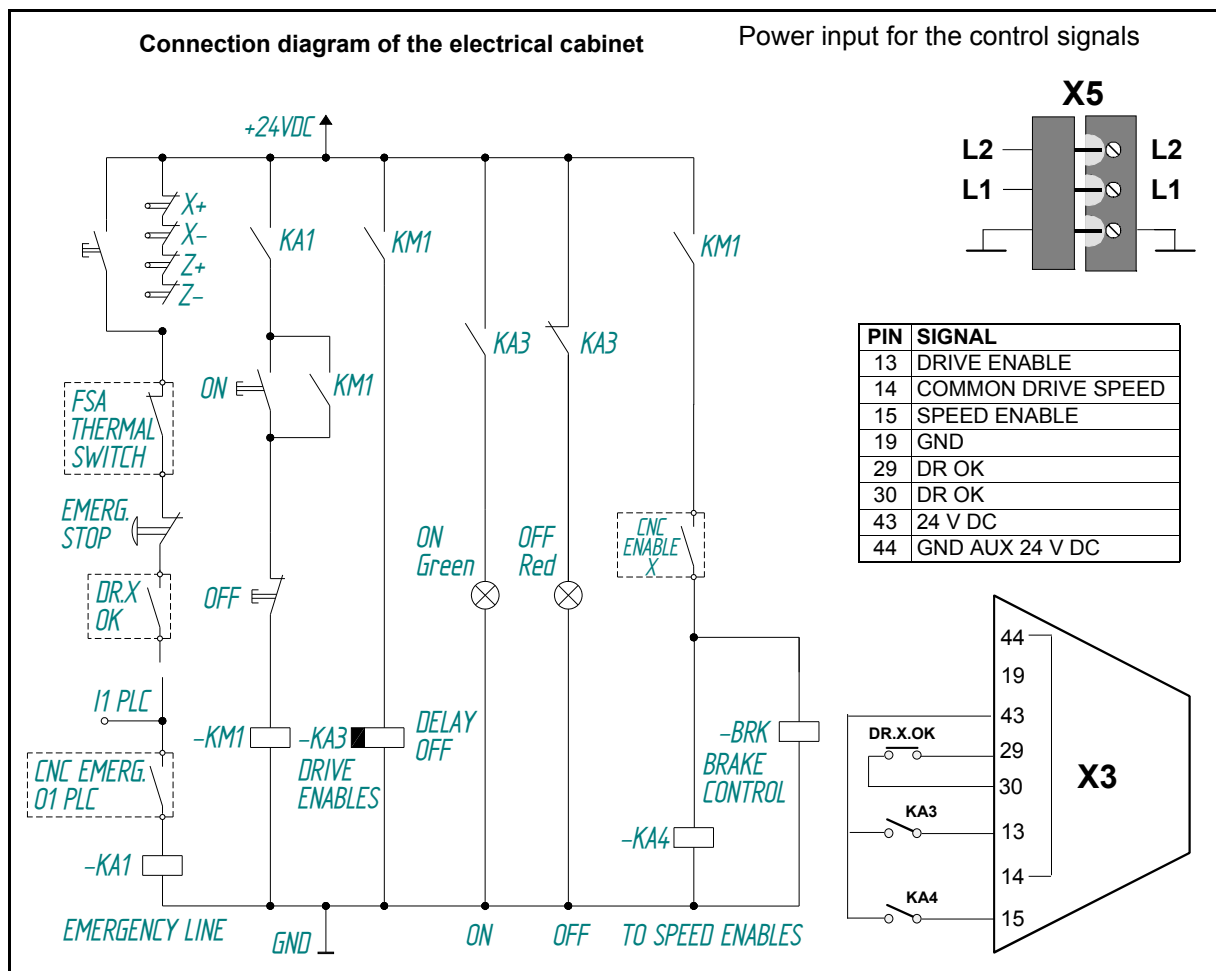 Connection diagram of the electrical cabinet
Power input for the control signals
+24VDC
X+
X-
Z+
Z-
KA1
KM1
KM1
KA3
KA3
ON
KM1
FSA
THERMAL
SWITCH
EMERG.
STOP
DR.X
OK
OFF
ON
Green
OFF
Red
CNC
ENABLE
X
I1 PLC
CNC EMERG.
O1 PLC
-KA1
-KM1
-KA3
DRIVE
ENABLES
DELAY
OFF
-BRK
BRAKE
CONTROL
-KA4
EMERGENCY LINE
GND
ON
OFF
TO SPEED ENABLES
X5
L2
L2
L1
L1
PIN SIGNAL
13 DRIVE ENABLE
14 COMMON DRIVE SPEED
15 SPEED ENABLE
19 GND
29 DR OK
30 DR OK
43 24 V DC
44 GND AUX 24 V DC
44
19
43
DR.X.OK
29
30
X3
KA3
13
14
KA4
15